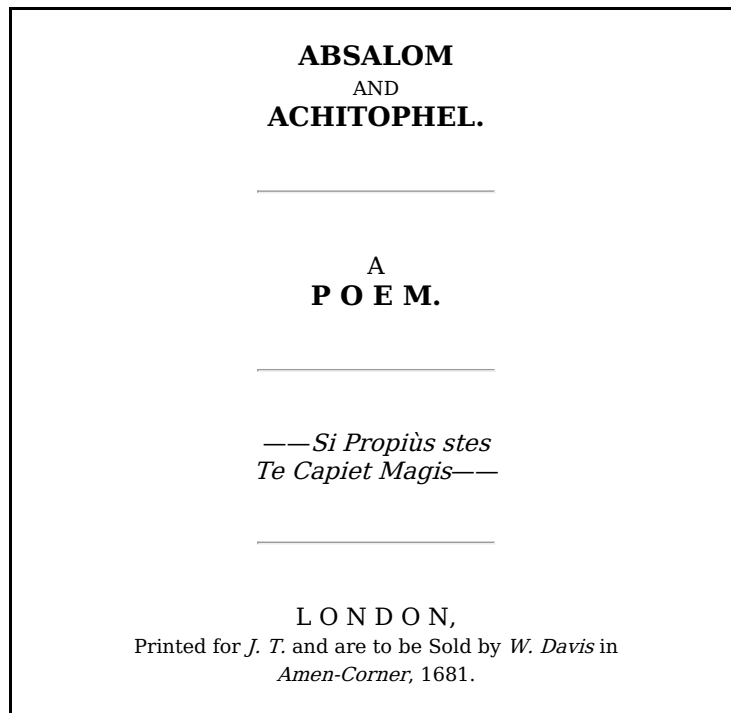 ABSALOM
AND
ACHITOPHEL.
A
P O E M.
——Si Propiùs stes
Te Capiet Magis——
L O N D O N,
Printed for J. T. and are to be Sold by W. Davis in
Amen-Corner, 1681.